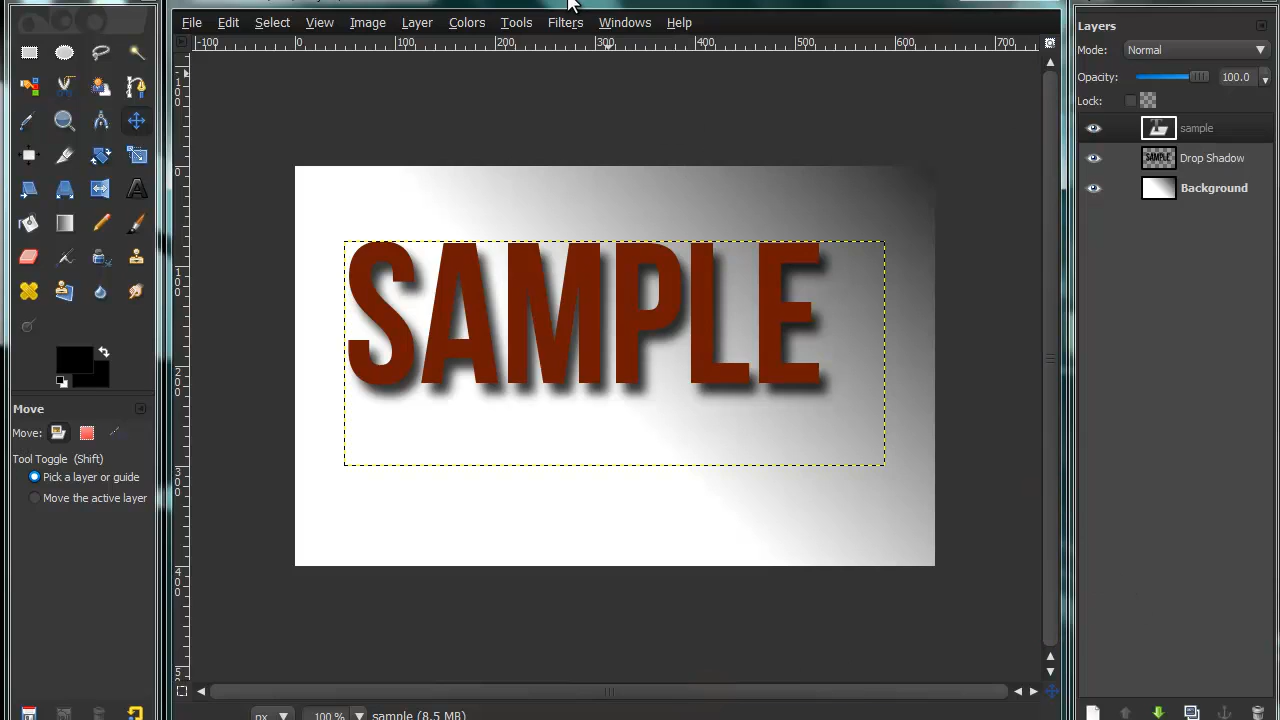 File Edit Select View Image Layer Colors Tools Filters Windows Help
Layers
Mode: Normal
Opacity: 100.0
Lock:
sample
Drop Shadow
Background
-100 0 100 200 300 400 500 600 700
SAMPLE
Move
Move:
Tool Toggle (Shift)
Pick a layer or guide
Move the active layer
px 100 % sample (8.5 MB)